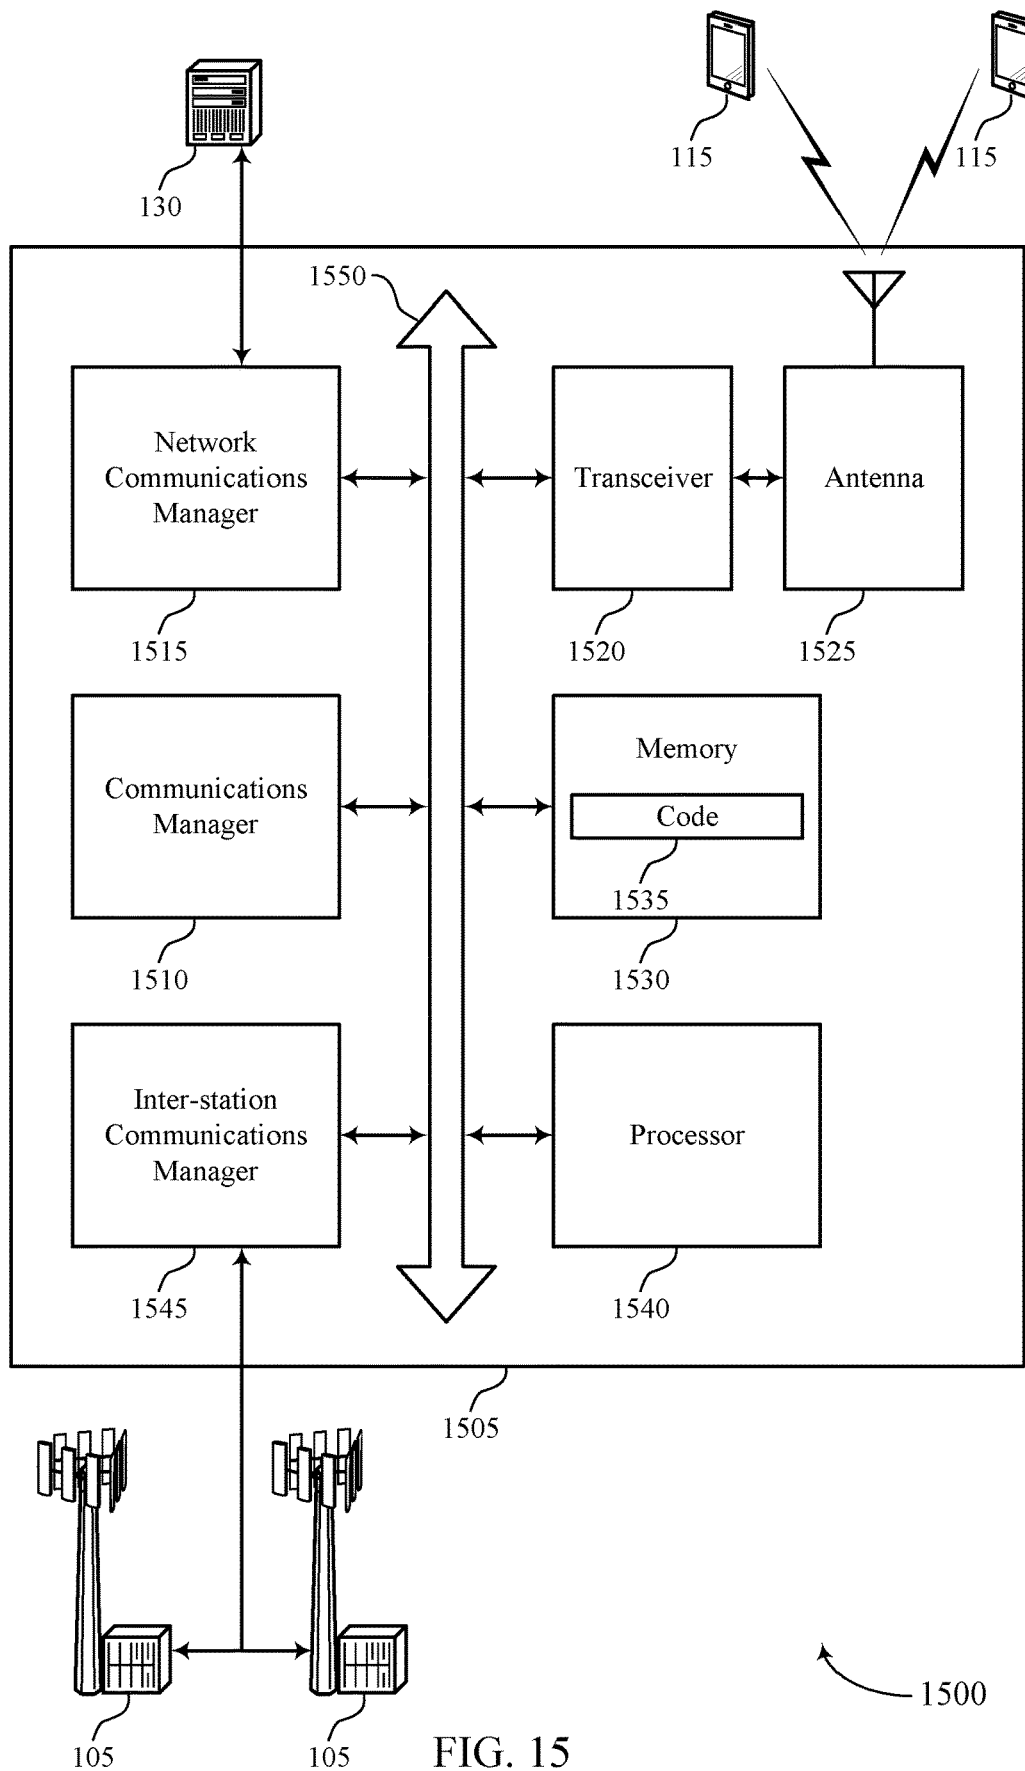 115
115
130
1550
Network
Communications
Manager
Transceiver
Antenna
1515
1520
1525
Communications
Manager
Memory
Code
1535
1510
1530
Inter-station
Communications
Manager
Processor
1545
1540
1505
1500
105
105
FIG. 15